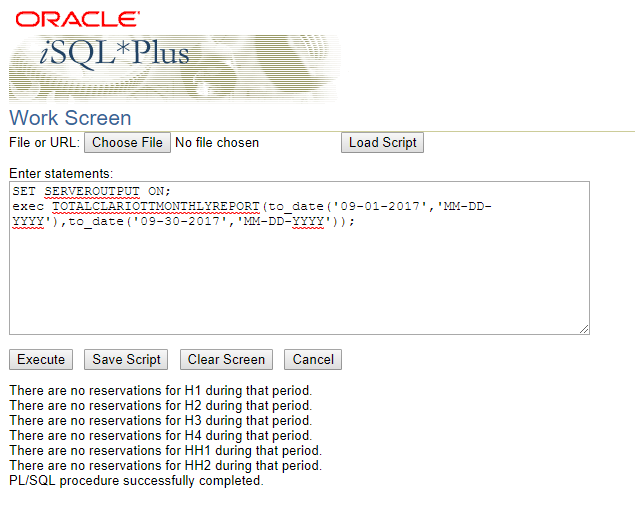 ORACLE®
iSQL*Plus
Work Screen
File or URL: Choose File No file chosen Load Script
Enter statements:
SET SERVEROUTPUT ON;
exec TOTALCLARIOTTMONTHLYREPORT(to_date('09-01-2017','MM-DD-
YYYY'),to_date('09-30-2017','MM-DD-YYYY'));
Execute Save Script Clear Screen Cancel
There are no reservations for H1 during that period.
There are no reservations for H2 during that period.
There are no reservations for H3 during that period.
There are no reservations for H4 during that period.
There are no reservations for HH1 during that period.
There are no reservations for HH2 during that period.
PL/SQL procedure successfully completed.